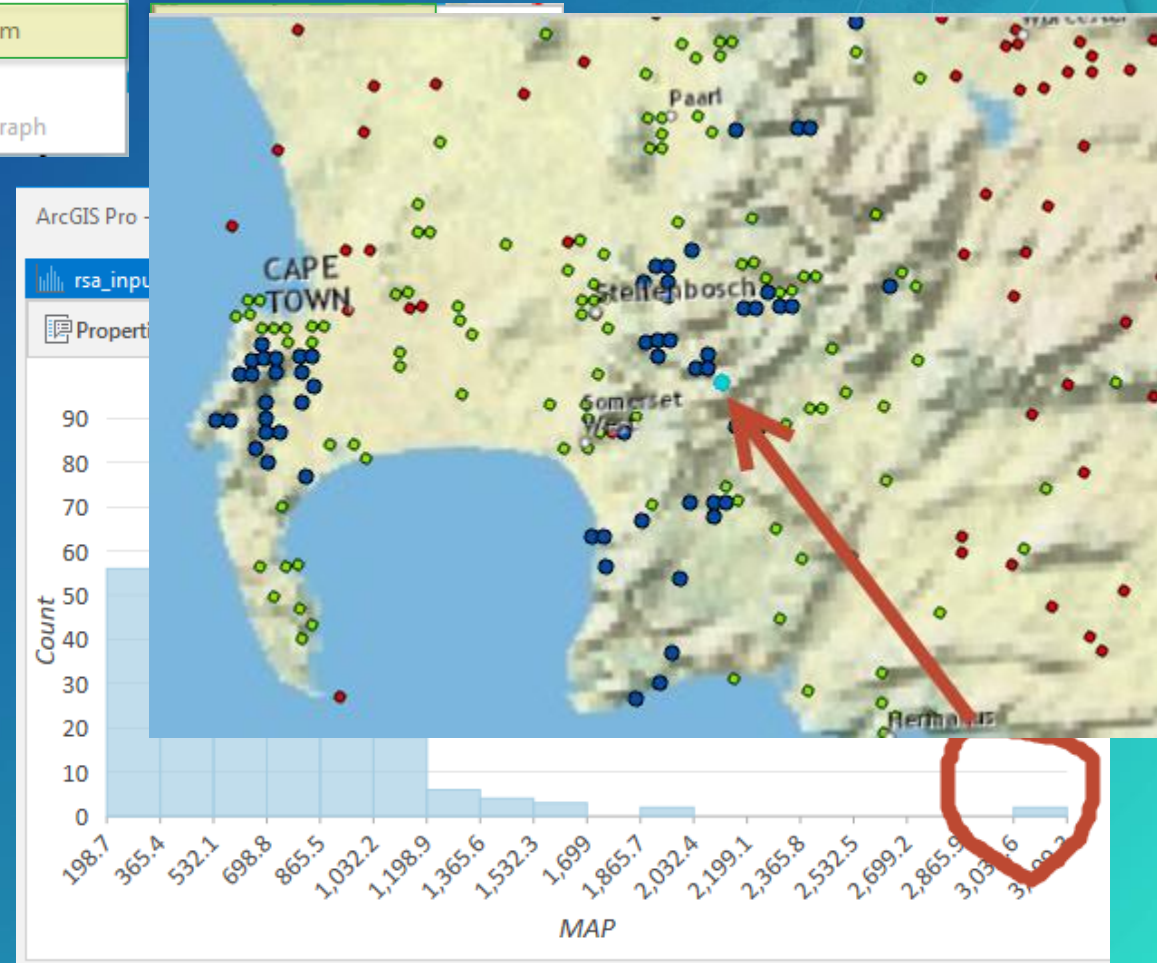 m
raph
ArcGIS Pro -
rsa_inpu
Properti
Worcester
Paarl
CAPE
TOWN
Stellenbosch
Somerset
West
Hermanus
Count
90
80
70
60
50
40
30
20
10
0
198.7
365.4
532.1
698.8
865.5
1,032.2
1,198.9
1,365.6
1,532.3
1,699
1,865.7
2,032.4
2,199.1
2,365.8
2,532.5
2,699.2
MAP